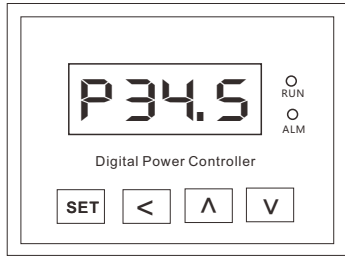 P34.5
RUN
ALM
Digital Power Controller
SET < ∧ ∨